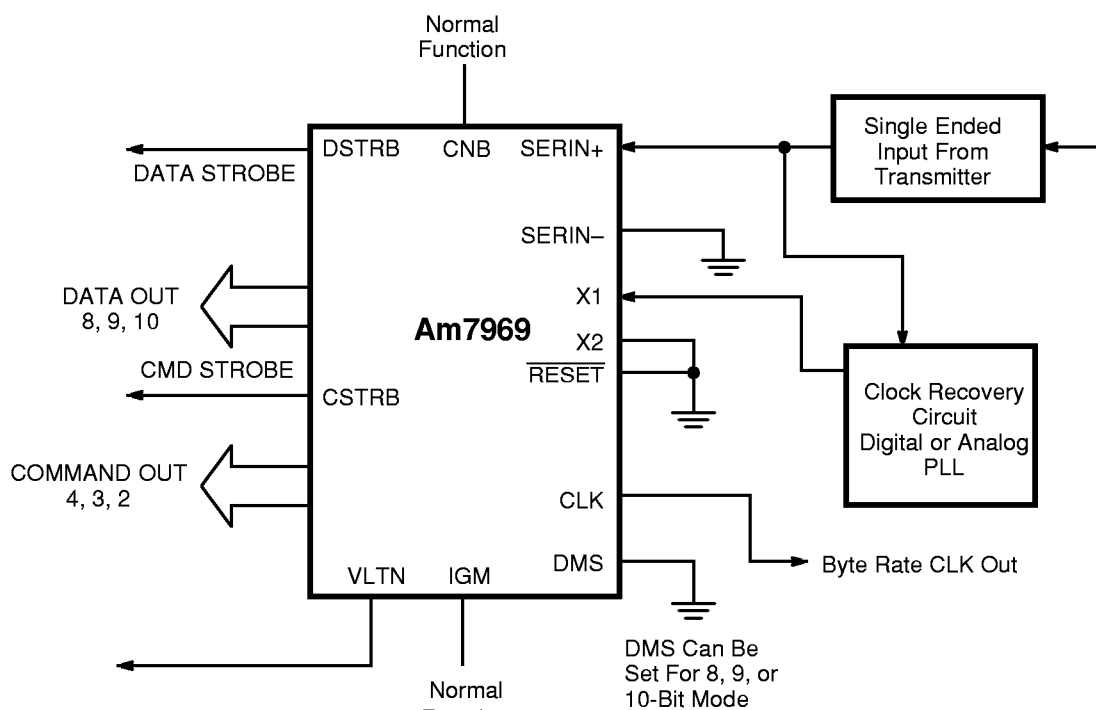 Normal
Function
DSTRB
CNB
SERIN+
DATA STROBE
Single Ended
Input From
Transmitter
SERIN–
DATA OUT
8, 9, 10
X1
Am7969
X2
RESET
CMD STROBE
CSTRB
Clock Recovery
Circuit
Digital or Analog
PLL
COMMAND OUT
4, 3, 2
CLK
DMS
Byte Rate CLK Out
VLTN
IGM
DMS Can Be
Set For 8, 9, or
10-Bit Mode
Normal